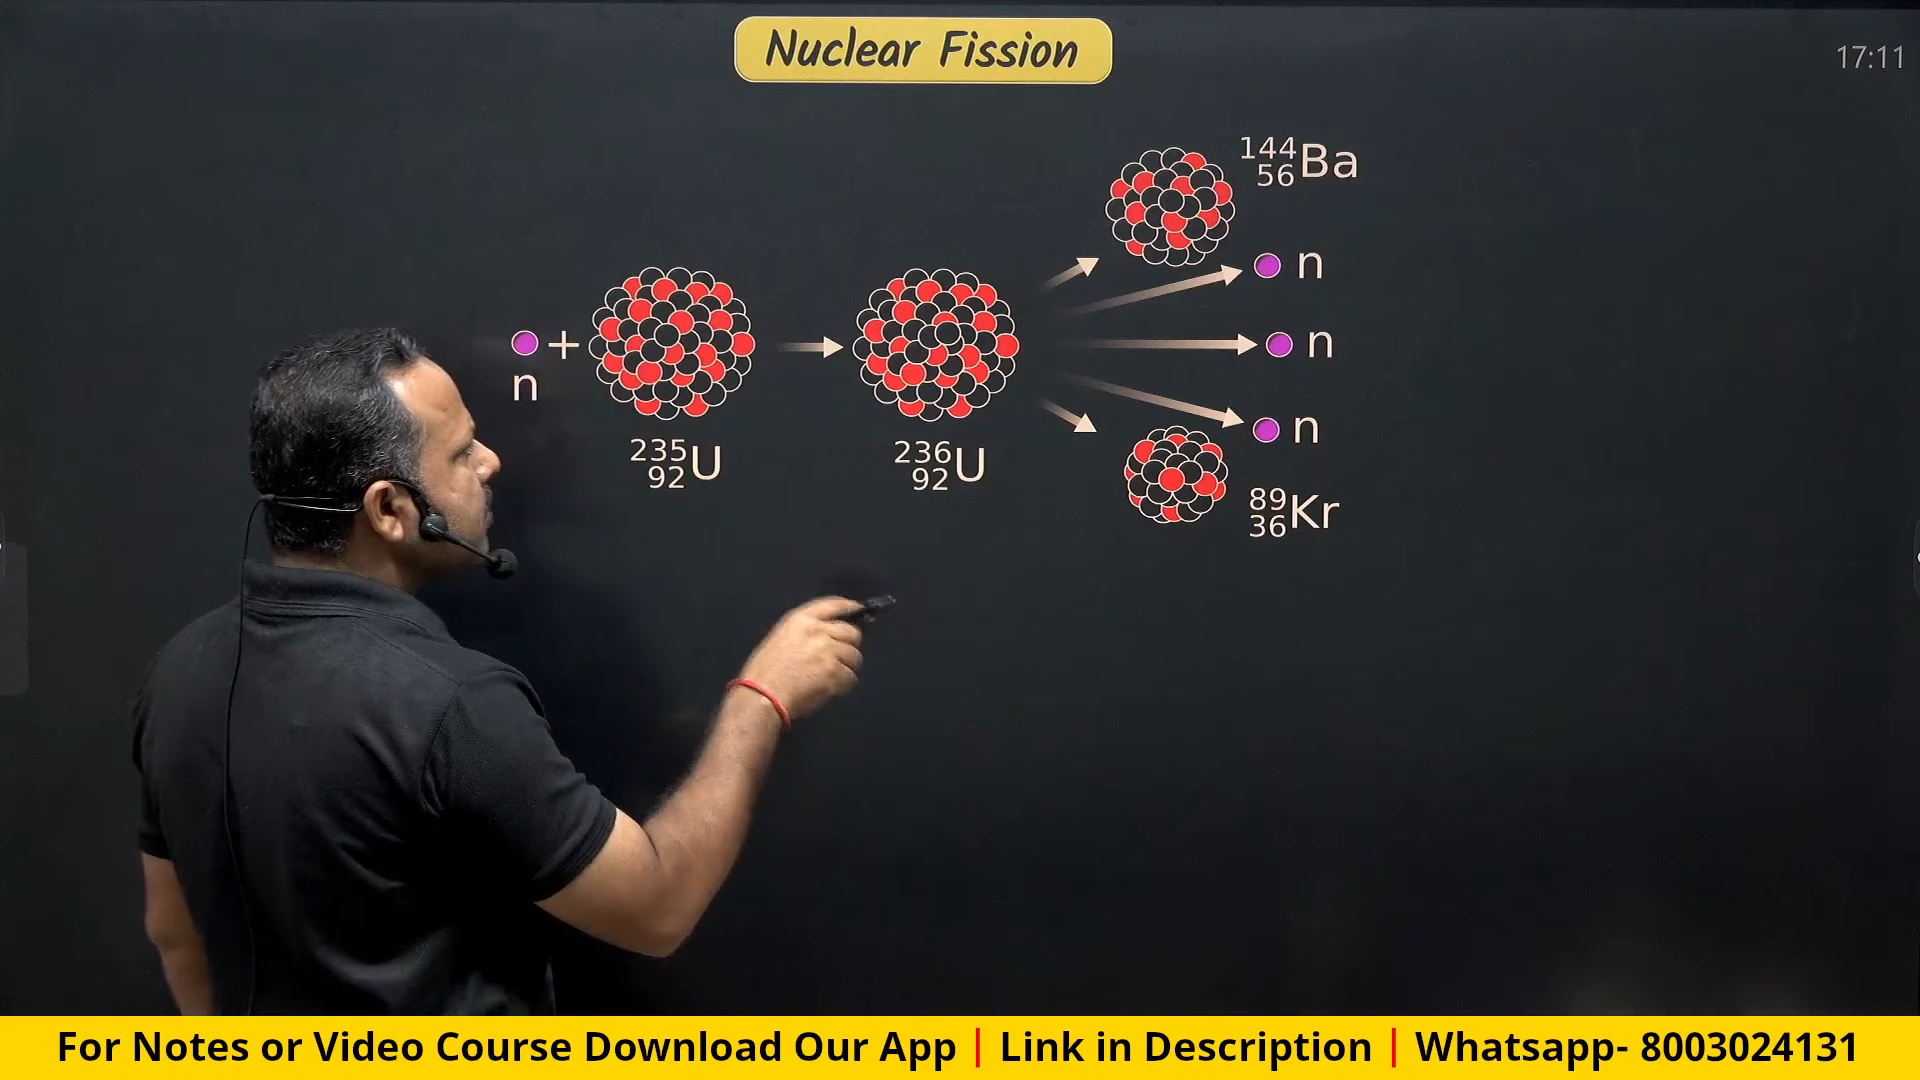 Nuclear Fission
17:11
144
56Ba
n
n
n
n
+
235
92U
236
92U
89
36Kr
For Notes or Video Course Download Our App | Link in Description | Whatsapp- 8003024131